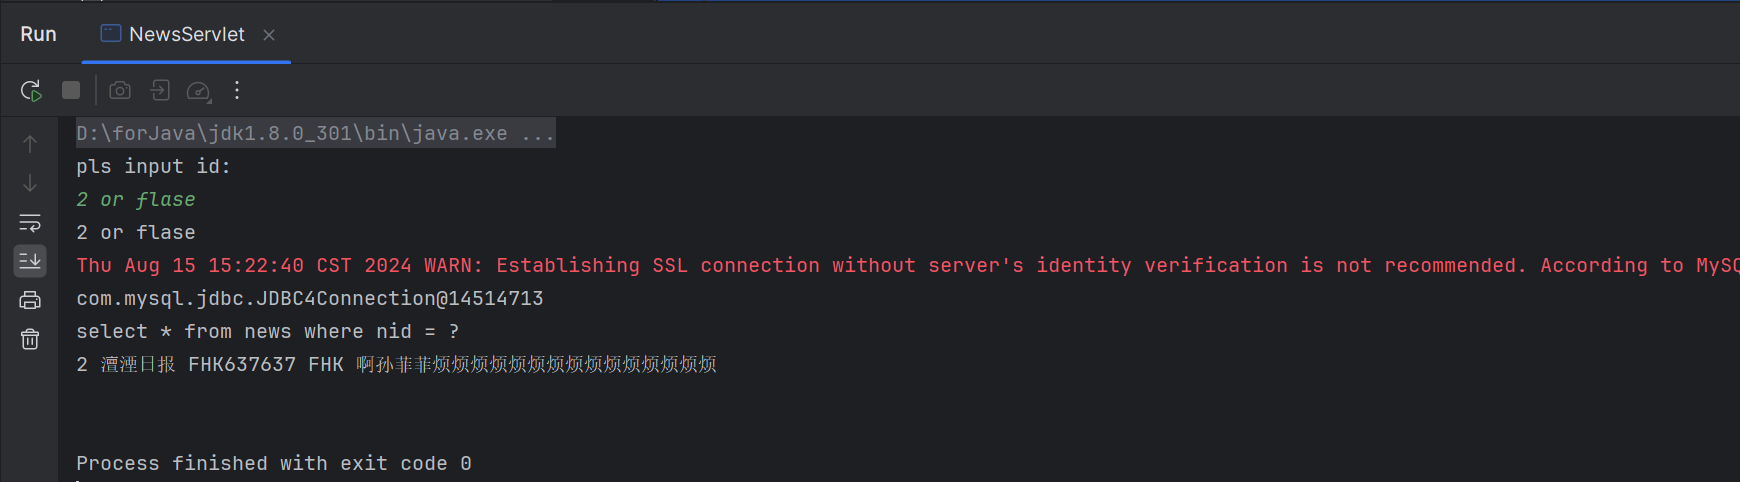 Run NewsServlet
D:\forJava\jdk1.8.0_301\bin\java.exe ...
pls input id:
2 or flase
2 or flase
Thu Aug 15 15:22:40 CST 2024 WARN: Establishing SSL connection without server's identity verification is not recommended. According to MySQ
com.mysql.jdbc.JDBC4Connection@14514713
select * from news where nid = ?
2 澶湮日报 FHK637637 FHK 啊孙菲菲烦烦烦烦烦烦烦烦烦烦烦烦烦烦烦
Process finished with exit code 0